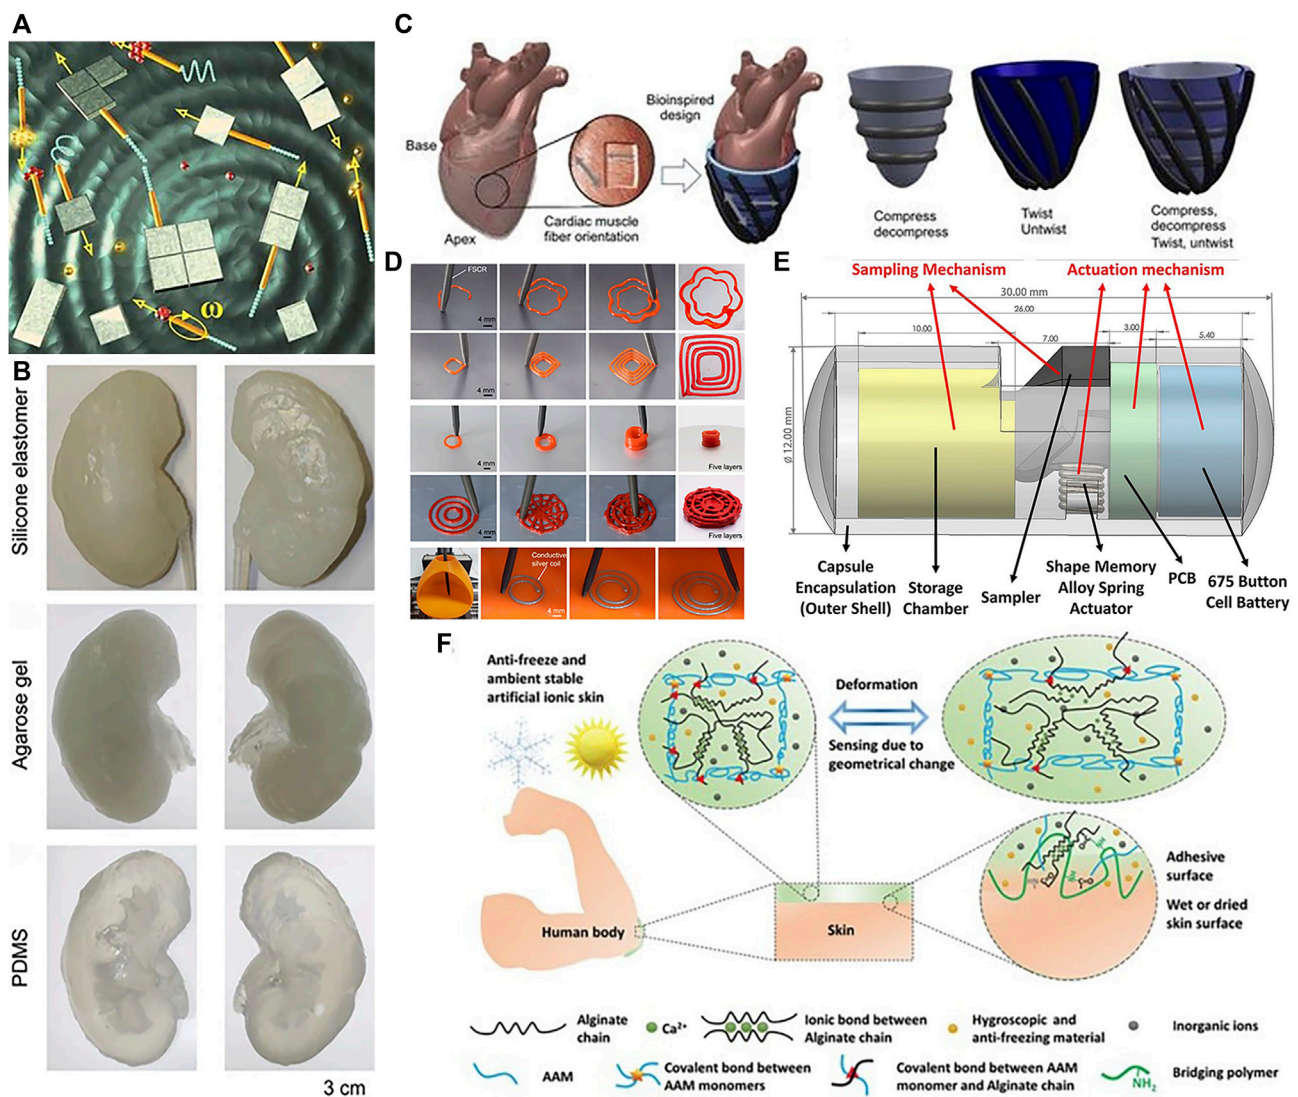 A
ω
B
Silicone elastomer
Agarose gel
PDMS
3 cm
C
Base
Apex
Cardiac muscle
fiber orientation
Bioinspired
design
Compress
decompress
Twist
Untwist
Compress,
decompress
Twist, untwist
D
FSCR
4 mm
4 mm
4 mm
Five layers
4 mm
Five layers
Conductive
silver coil
4 mm
E
Sampling Mechanism
Actuation mechanism
30.00 mm
26.00
10.00
7.00
3.00
5.40
Ø 12.00 mm
Capsule
Encapsulation
(Outer Shell)
Storage
Chamber
Sampler
Shape Memory
Alloy Spring
Actuator
PCB
675 Button
Cell Battery
F
Anti-freeze and
ambient stable
artificial ionic skin
Deformation
Sensing due to
geometrical change
Human body
Skin
Adhesive
surface
Wet or dried
skin surface
Alginate
chain
Ca²⁺
Ionic bond between
Alginate chain
Hygroscopic and
anti-freezing material
Inorganic ions
AAM
Covalent bond between
AAM monomers
Covalent bond between AAM
monomer and Alginate chain
NH₂
Bridging polymer